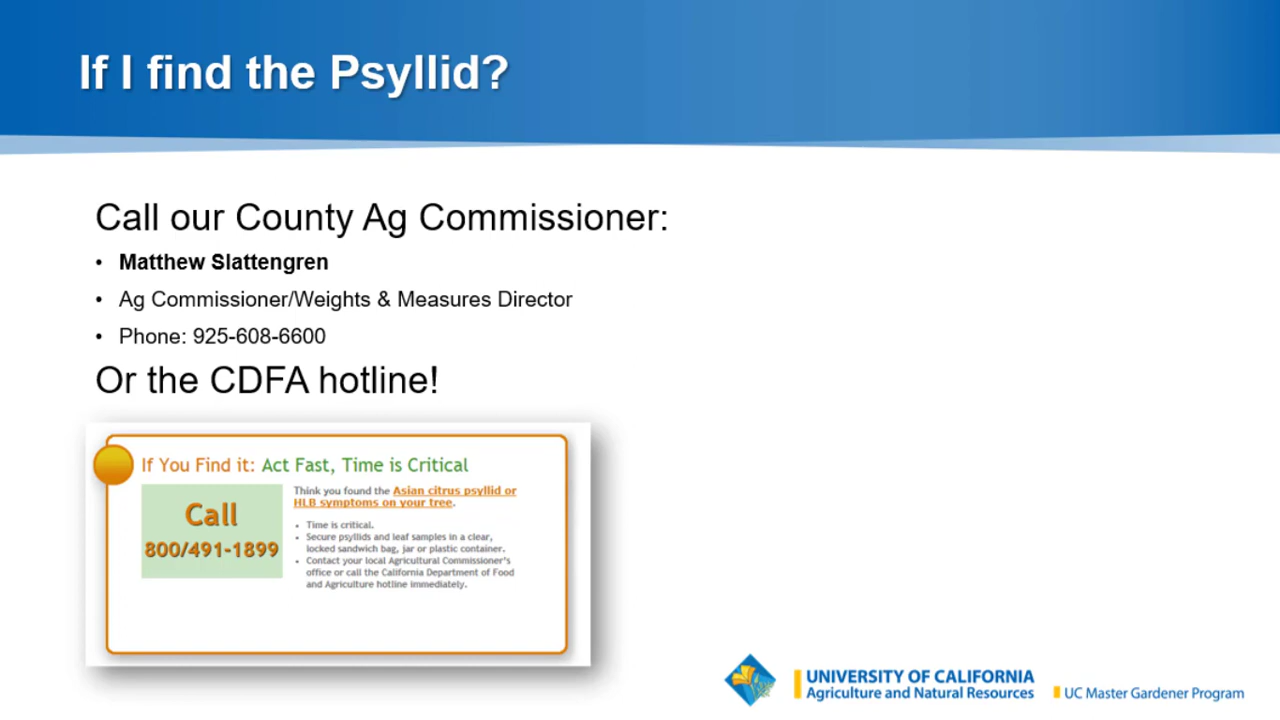 If I find the Psyllid?
Call our County Ag Commissioner:
• Matthew Slattengren
• Ag Commissioner/Weights & Measures Director
• Phone: 925-608-6600
Or the CDFA hotline!
If You Find it: Act Fast, Time is Critical
Call
800/491-1899
Think you found the Asian citrus psyllid or
HLB symptoms on your tree.
• Time is critical.
• Secure psyllids and leaf samples in a clear,
locked sandwich bag, jar or plastic container.
• Contact your local Agricultural Commissioner's
office or call the California Department of Food
and Agriculture hotline immediately.
UNIVERSITY OF CALIFORNIA
Agriculture and Natural Resources
UC Master Gardener Program